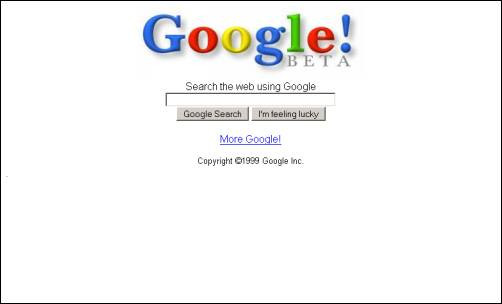 Google!
BETA
Search the web using Google
Google Search I'm feeling lucky
More Google!
Copyright ©1999 Google Inc.